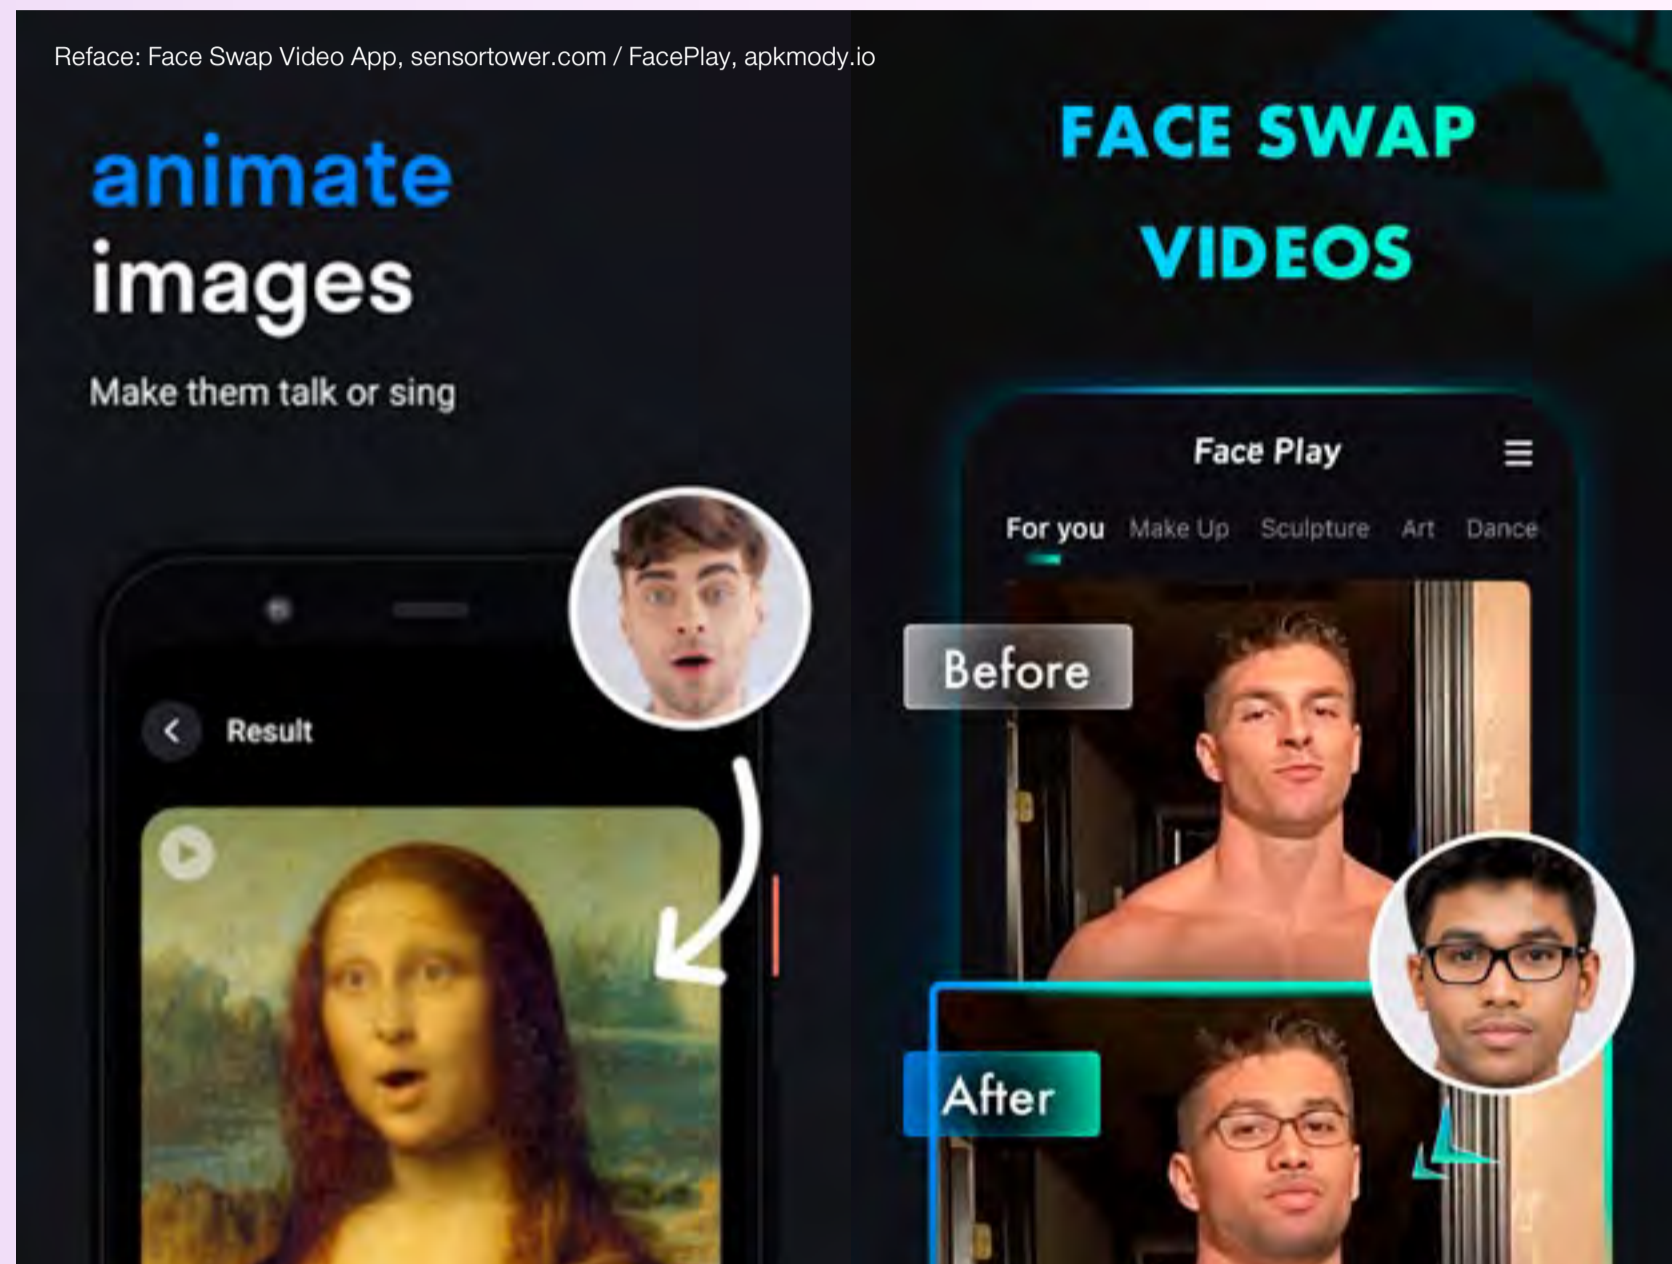 Reface: Face Swap Video App, sensortower.com / FacePlay, apkmody.io
animate
images
Make them talk or sing
Result
FACE SWAP
VIDEOS
Face Play
For you Make Up Sculpture Art Dance
Before
After